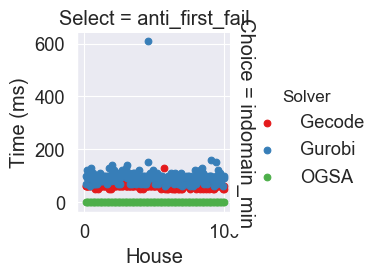 Select = anti_first_fail
Choice = indomain_min
Time (ms)
600
400
200
0
0
House
Solver
Gecode
Gurobi
OGSA